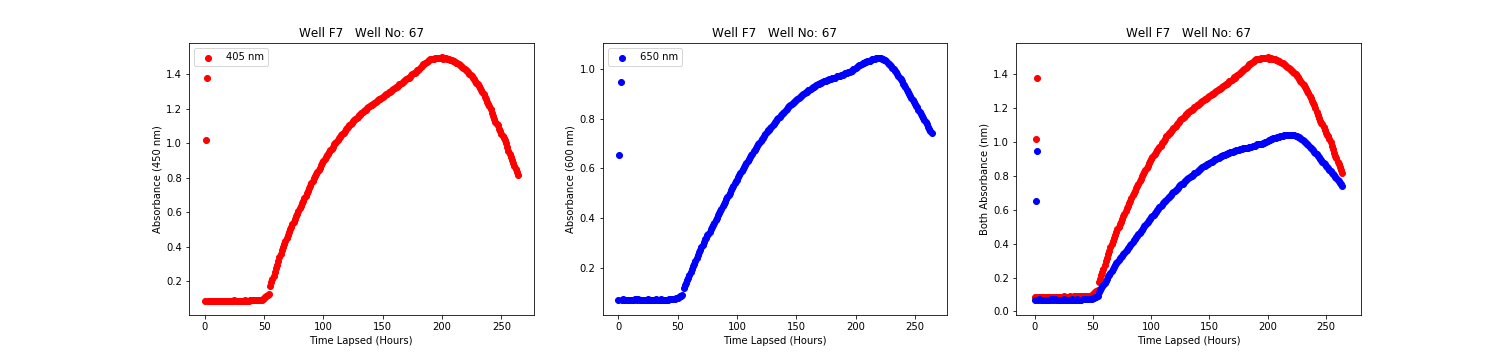 Well F7   Well No: 67
405 nm
Absorbance (450 nm)
1.4
1.2
1.0
0.8
0.6
0.4
0.2
0 50 100 150 200 250
Time Lapsed (Hours)
Well F7   Well No: 67
650 nm
Absorbance (600 nm)
1.0
0.8
0.6
0.4
0.2
0 50 100 150 200 250
Time Lapsed (Hours)
Well F7   Well No: 67
Both Absorbance (nm)
1.4
1.2
1.0
0.8
0.6
0.4
0.2
0.0
0 50 100 150 200 250
Time Lapsed (Hours)